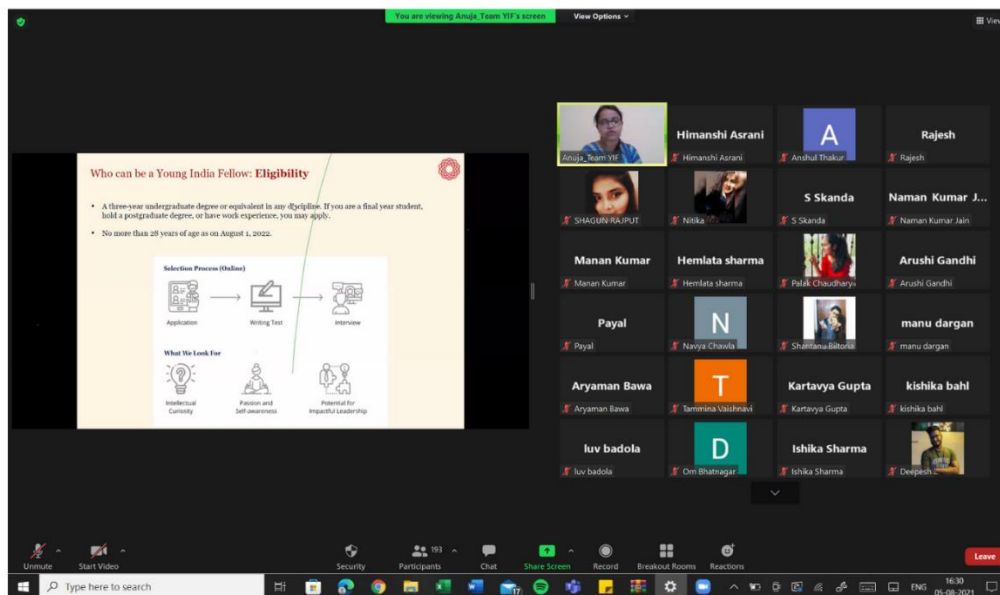 You are viewing Anuja_Team YIF's screen
View Options
View
Who can be a Young India Fellow: Eligibility
• A three-year undergraduate degree or equivalent in any discipline. If you are a final year student,
hold a postgraduate degree, or have work experience, you may apply.
• No more than 28 years of age as on August 1, 2022.
Selection Process (Online)
Application
Writing Test
Interview
What We Look For
Intellectual
Curiosity
Passion and
Self-awareness
Potential for
Impactful Leadership
Anuja_Team YIF
Himanshi Asrani
Himanshi Asrani
A
Anshul Thakur
Rajesh
Rajesh
SHAGUN RAJPUT
Nitika
S Skanda
S Skanda
Naman Kumar J...
Naman Kumar Jain
Manan Kumar
Manan Kumar
Hemlata sharma
Hemlata sharma
Palak Chaudhary
Arushi Gandhi
Arushi Gandhi
Payal
Payal
N
Navya Chawla
Shantanu Biltoria
manu dargan
manu dargan
Aryaman Bawa
Aryaman Bawa
T
Tammina Vaishnavi
Kartavya Gupta
Kartavya Gupta
kishika bahl
kishika bahl
luv badola
luv badola
D
Om Bhatnagar
Ishika Sharma
Ishika Sharma
Deepesh
Unmute
Start Video
Security
193
Participants
Chat
Share Screen
Record
Breakout Rooms
Reactions
Leave
Type here to search
17
ENG
16:30
05-08-2021